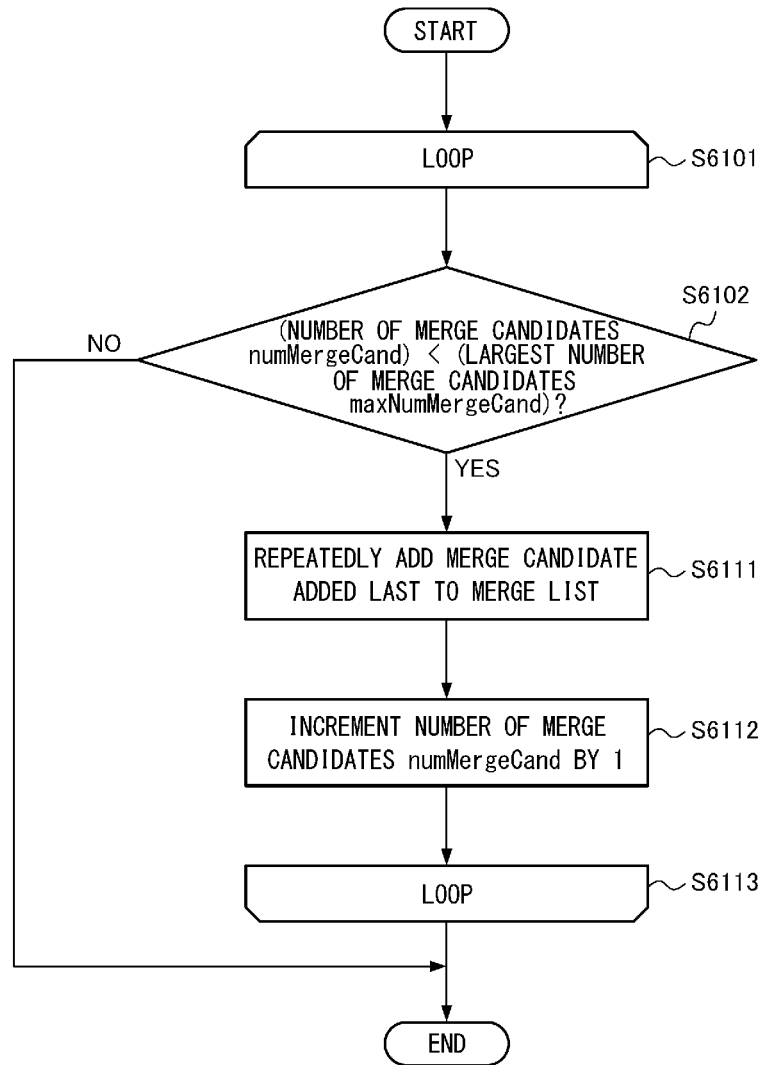 START
LOOP
S6101
S6102
(NUMBER OF MERGE CANDIDATES
numMergeCand) < (LARGEST NUMBER
OF MERGE CANDIDATES
maxNumMergeCand)?
NO
YES
REPEATEDLY ADD MERGE CANDIDATE
ADDED LAST TO MERGE LIST
S6111
INCREMENT NUMBER OF MERGE
CANDIDATES numMergeCand BY 1
S6112
LOOP
S6113
END